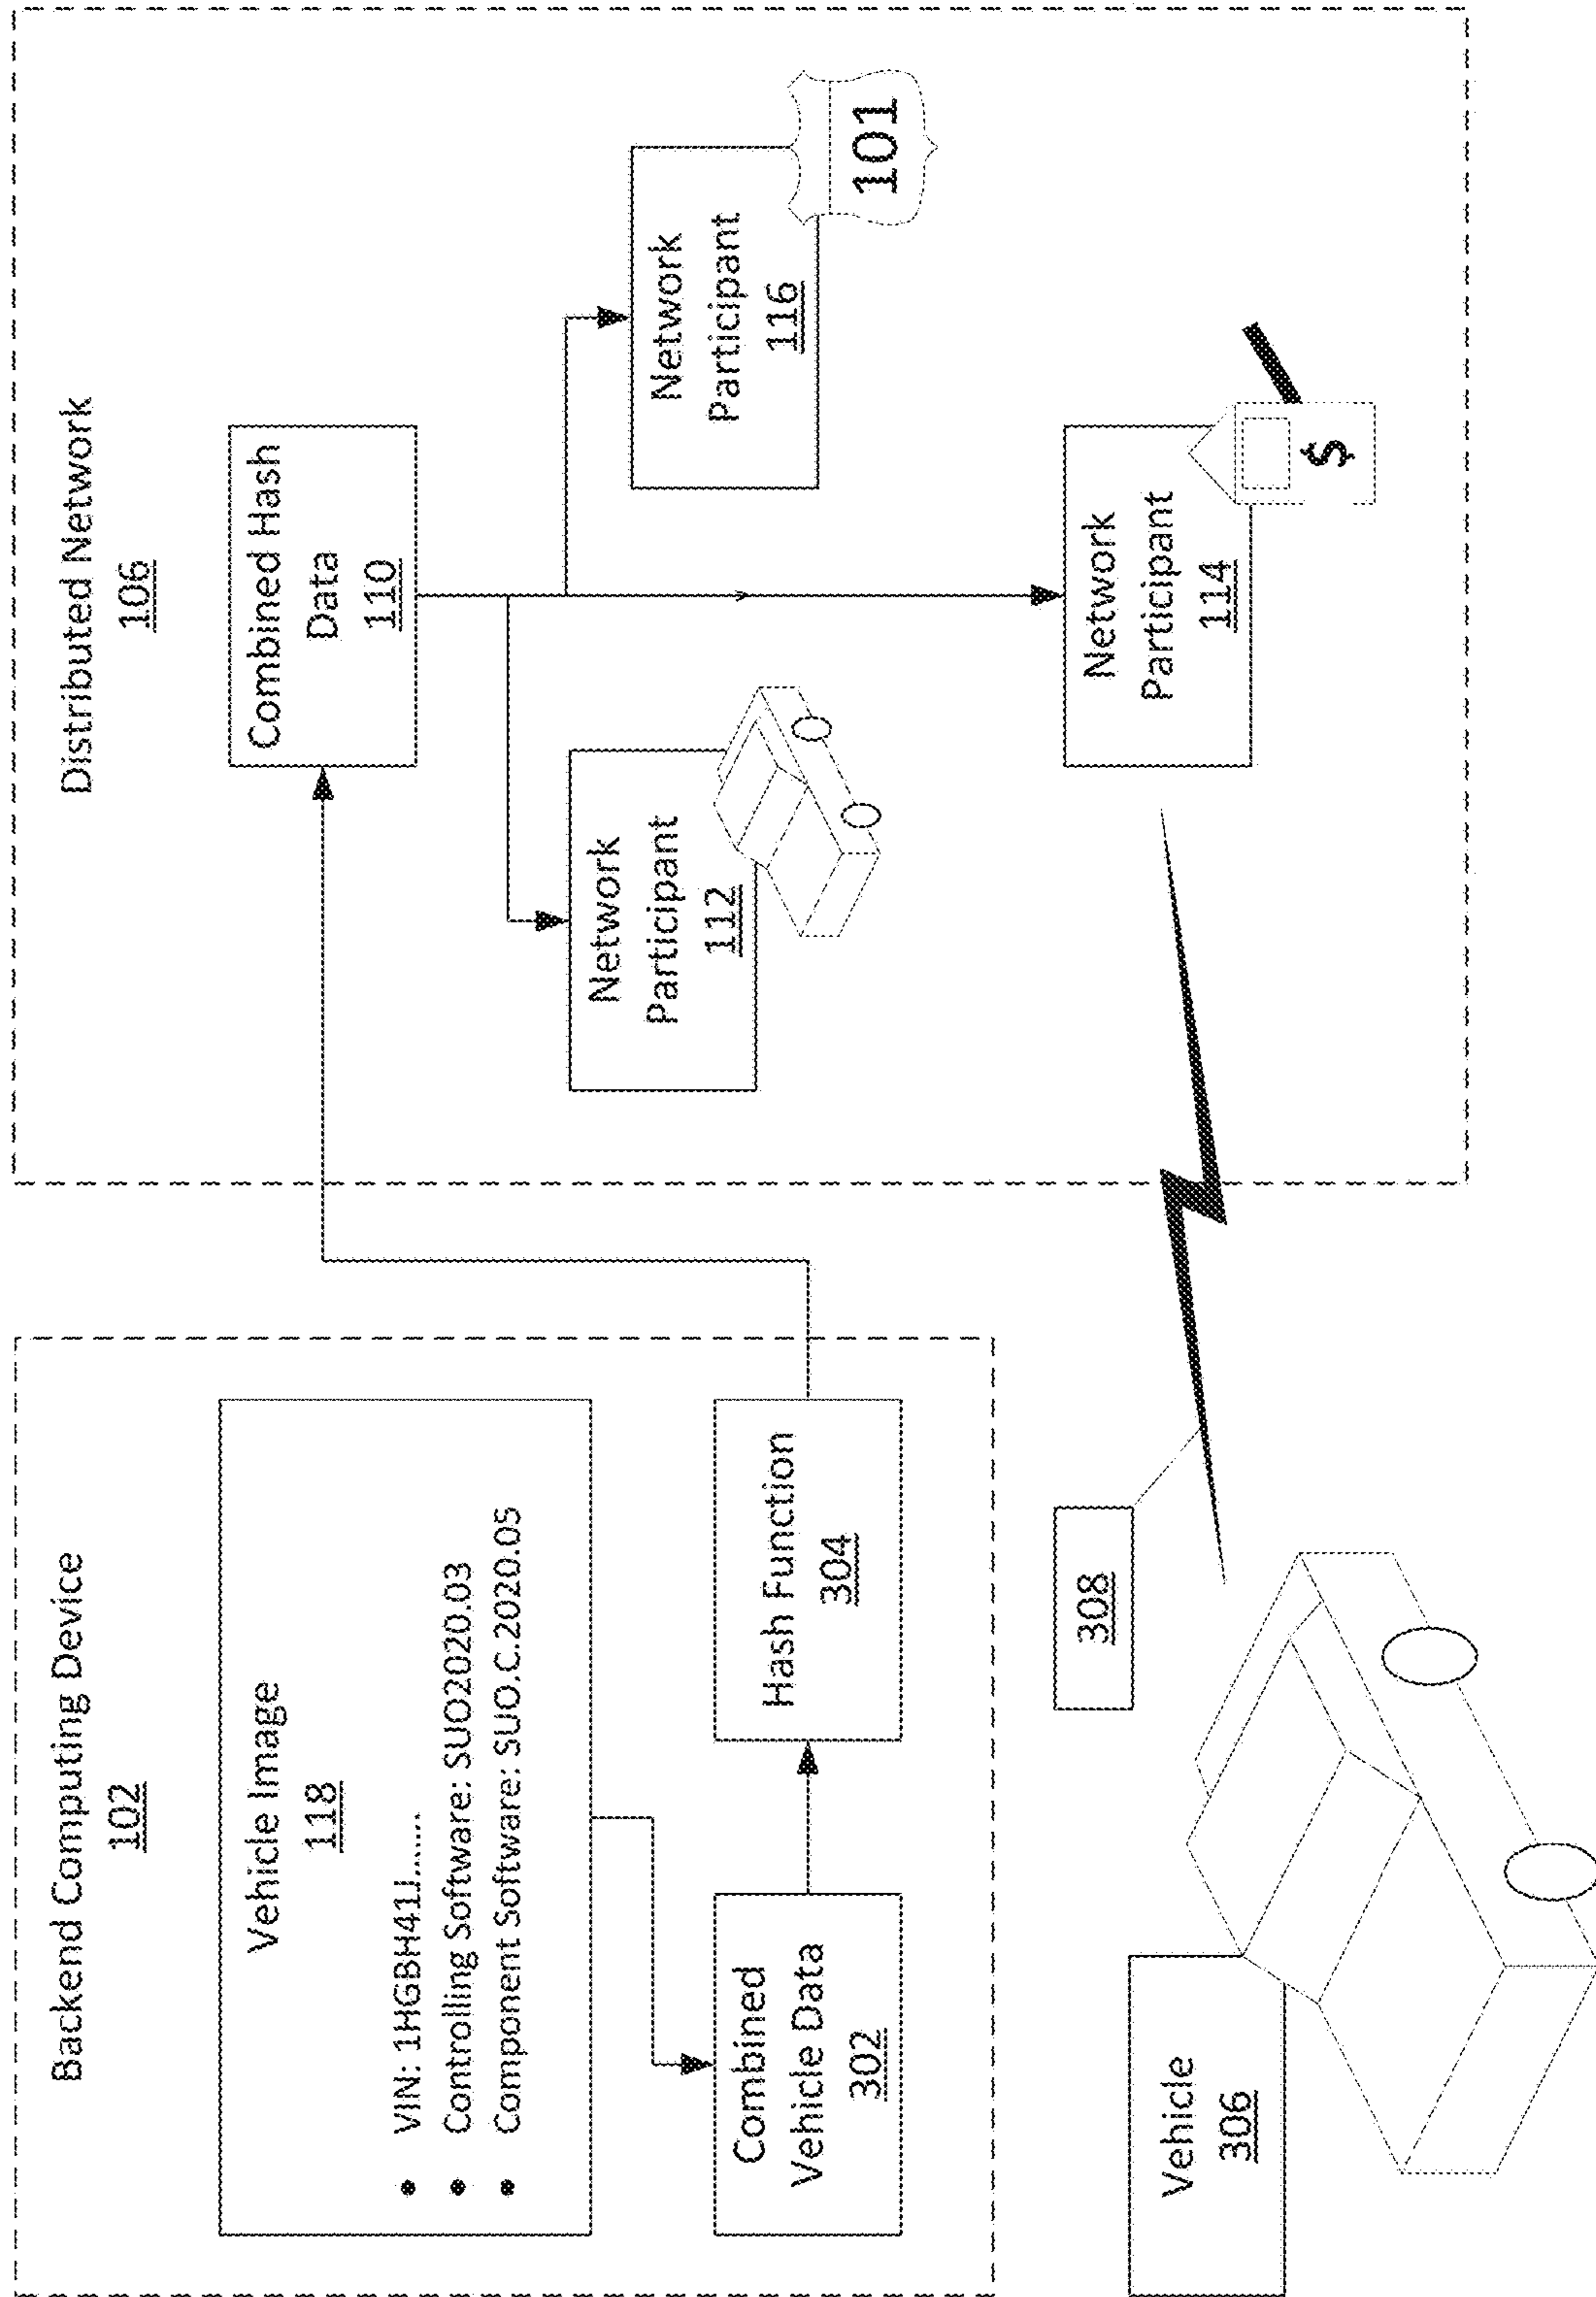 Backend Computing Device
102
Vehicle Image
118
• VIN: 1HGBH41J......
• Controlling Software: SUO2020.03
• Component Software: SUO.C.2020.05
Combined
Vehicle Data
302
Hash Function
304
Vehicle
306
308
Distributed Network
106
Combined Hash
Data
110
Network
Participant
112
Network
Participant
116
101
Network
Participant
114
$